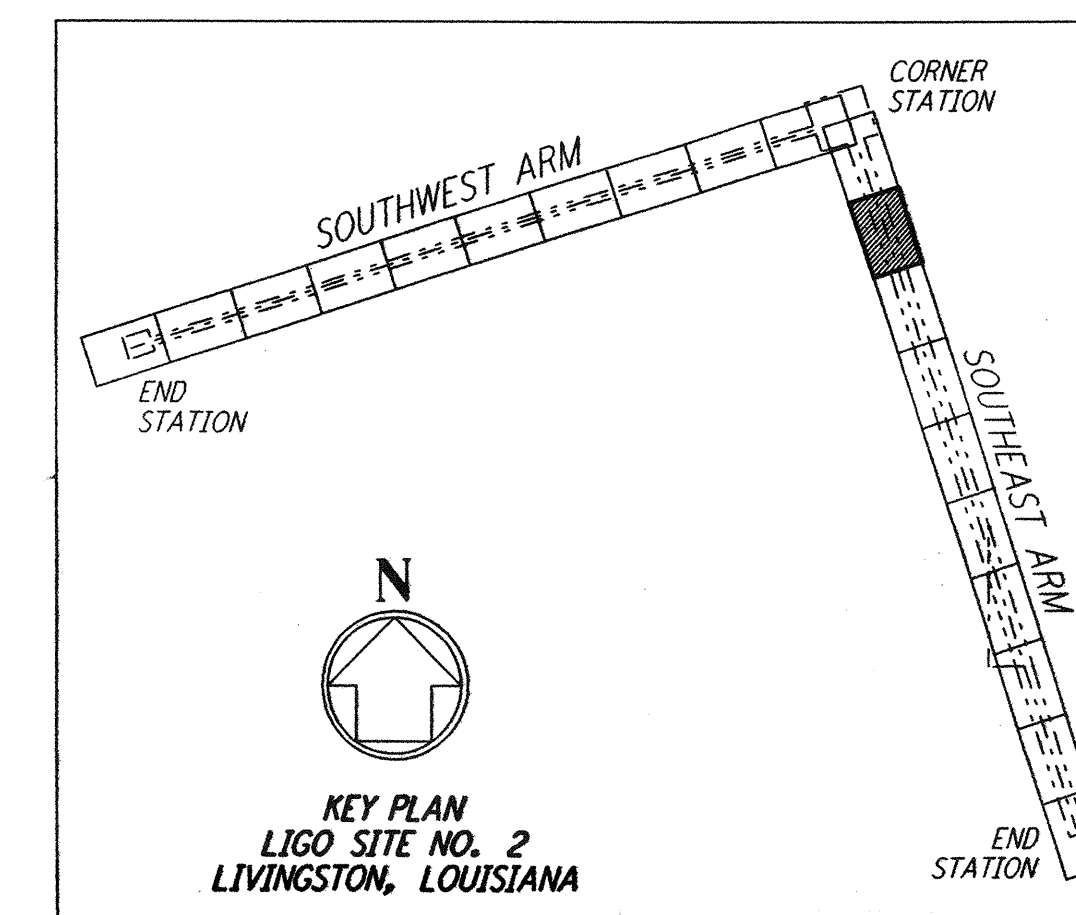 CORNER
STATION
SOUTHWEST ARM
END
STATION
SOUTHEAST ARM
N
KEY PLAN
LIGO SITE NO. 2
LIVINGSTON, LOUISIANA
END
STATION